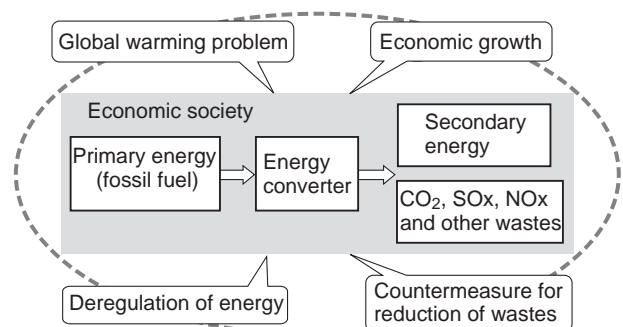 Global warming problem
Economic growth
Economic society
Primary energy
(fossil fuel)
Energy
converter
Secondary
energy
CO₂, SOx, NOx
and other wastes
Deregulation of energy
Countermeasure for
reduction of wastes